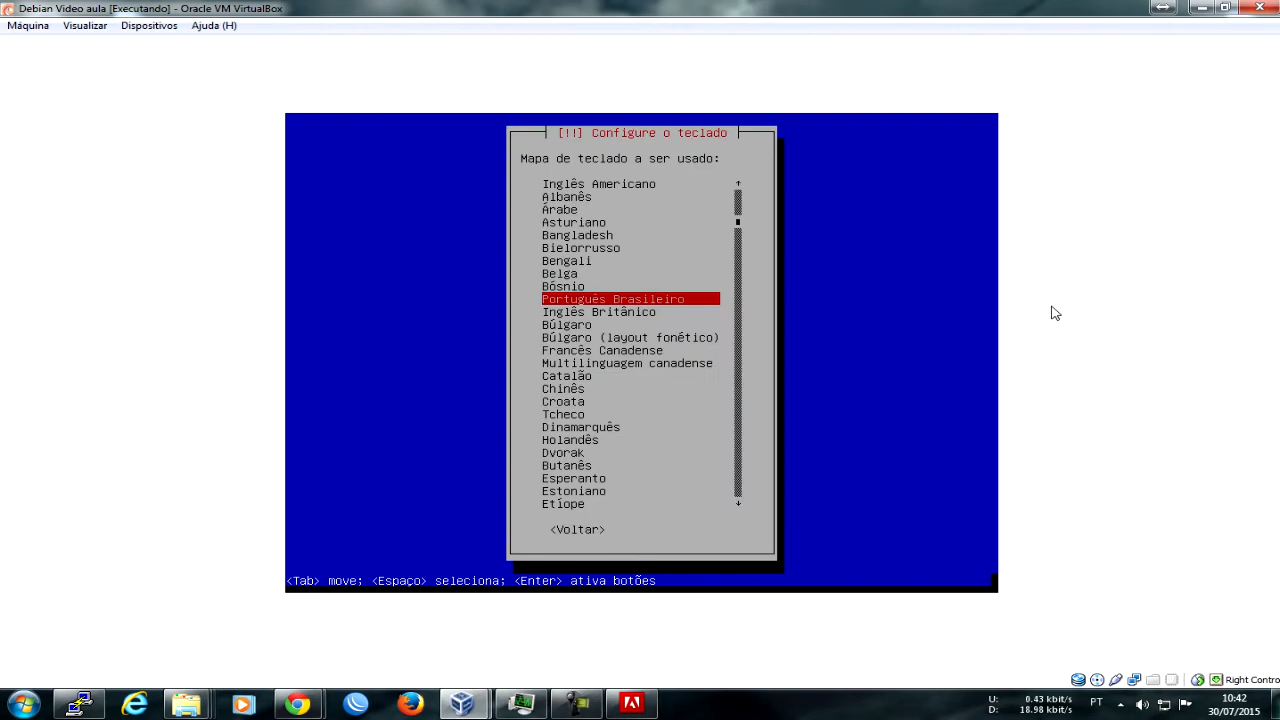 Debian Video aula [Executando] - Oracle VM VirtualBox
Máquina Visualizar Dispositivos Ajuda (H)
[!!] Configure o teclado
Mapa de teclado a ser usado:
Inglês Americano
Albanês
Árabe
Asturiano
Bangladesh
Bielorrusso
Bengali
Belga
Bósnio
Português Brasileiro
Inglês Britânico
Búlgaro
Búlgaro (layout fonético)
Francês Canadense
Multilinguagem canadense
Catalão
Chinês
Croata
Tcheco
Dinamarquês
Holandês
Dvorak
Butanês
Esperanto
Estoniano
Etíope
<Voltar>
<Tab> move; <Espaço> seleciona; <Enter> ativa botões
Right Contro
U: 0.43 kbit/s
D: 18.98 kbit/s
PT
10:42
30/07/2015